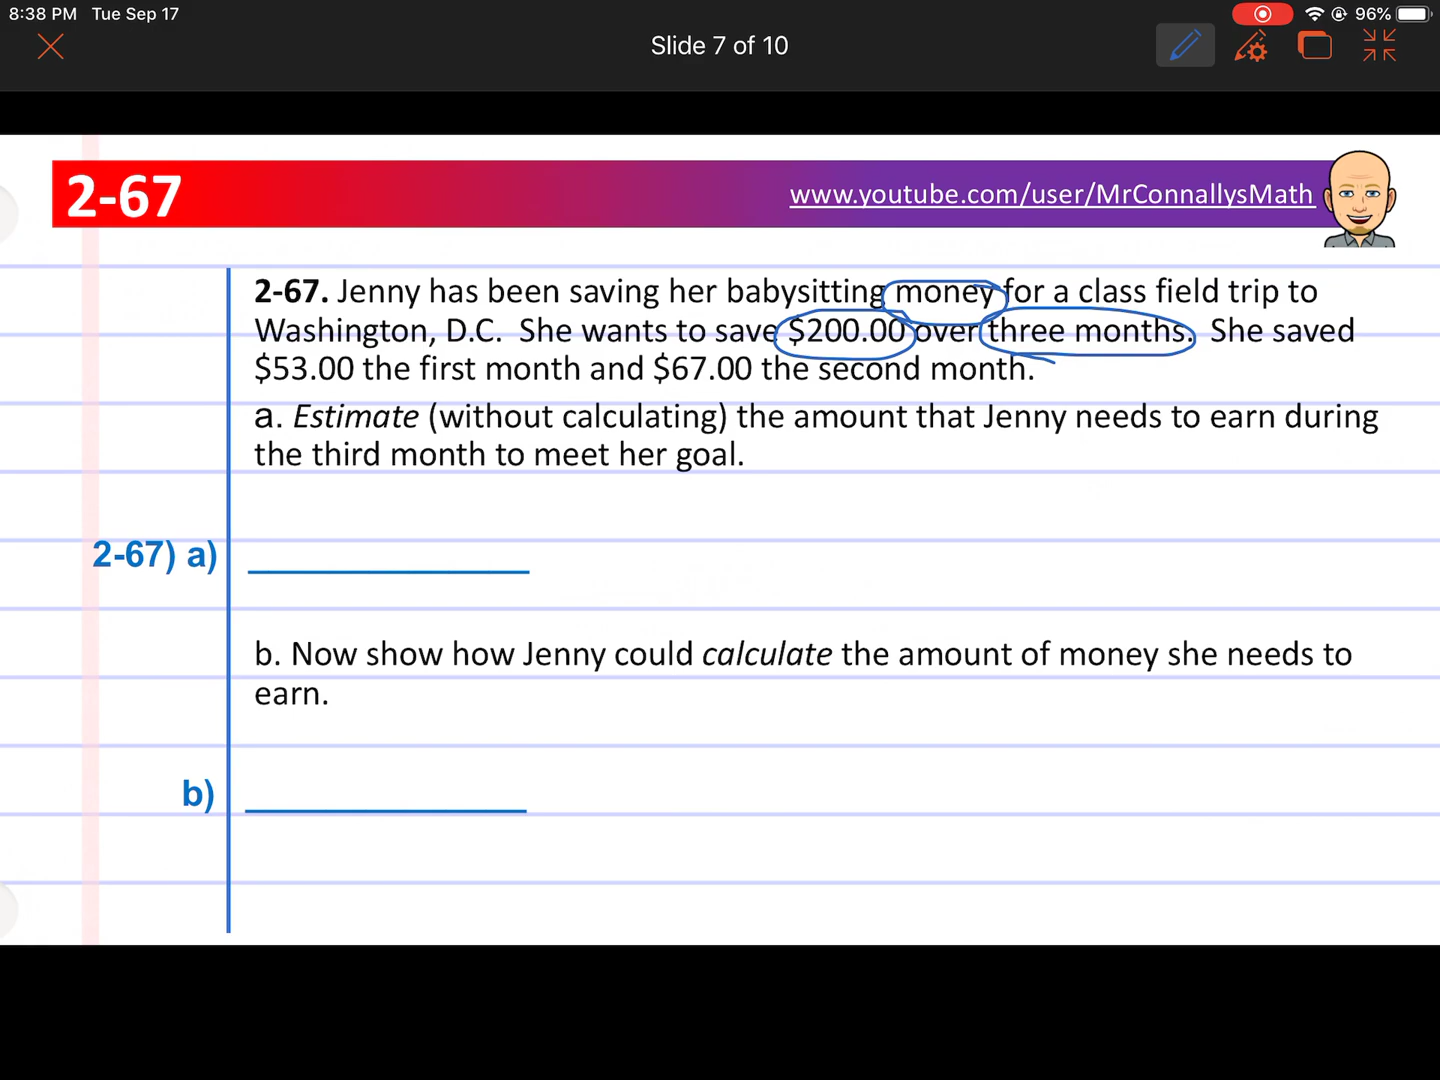 8:38 PM Tue Sep 17
96%
Slide 7 of 10
2-67
www.youtube.com/user/MrConnallysMath
2-67. Jenny has been saving her babysitting money for a class field trip to
Washington, D.C. She wants to save $200.00 over three months. She saved
$53.00 the first month and $67.00 the second month.
a. Estimate (without calculating) the amount that Jenny needs to earn during
the third month to meet her goal.
2-67) a)
b. Now show how Jenny could calculate the amount of money she needs to
earn.
b)